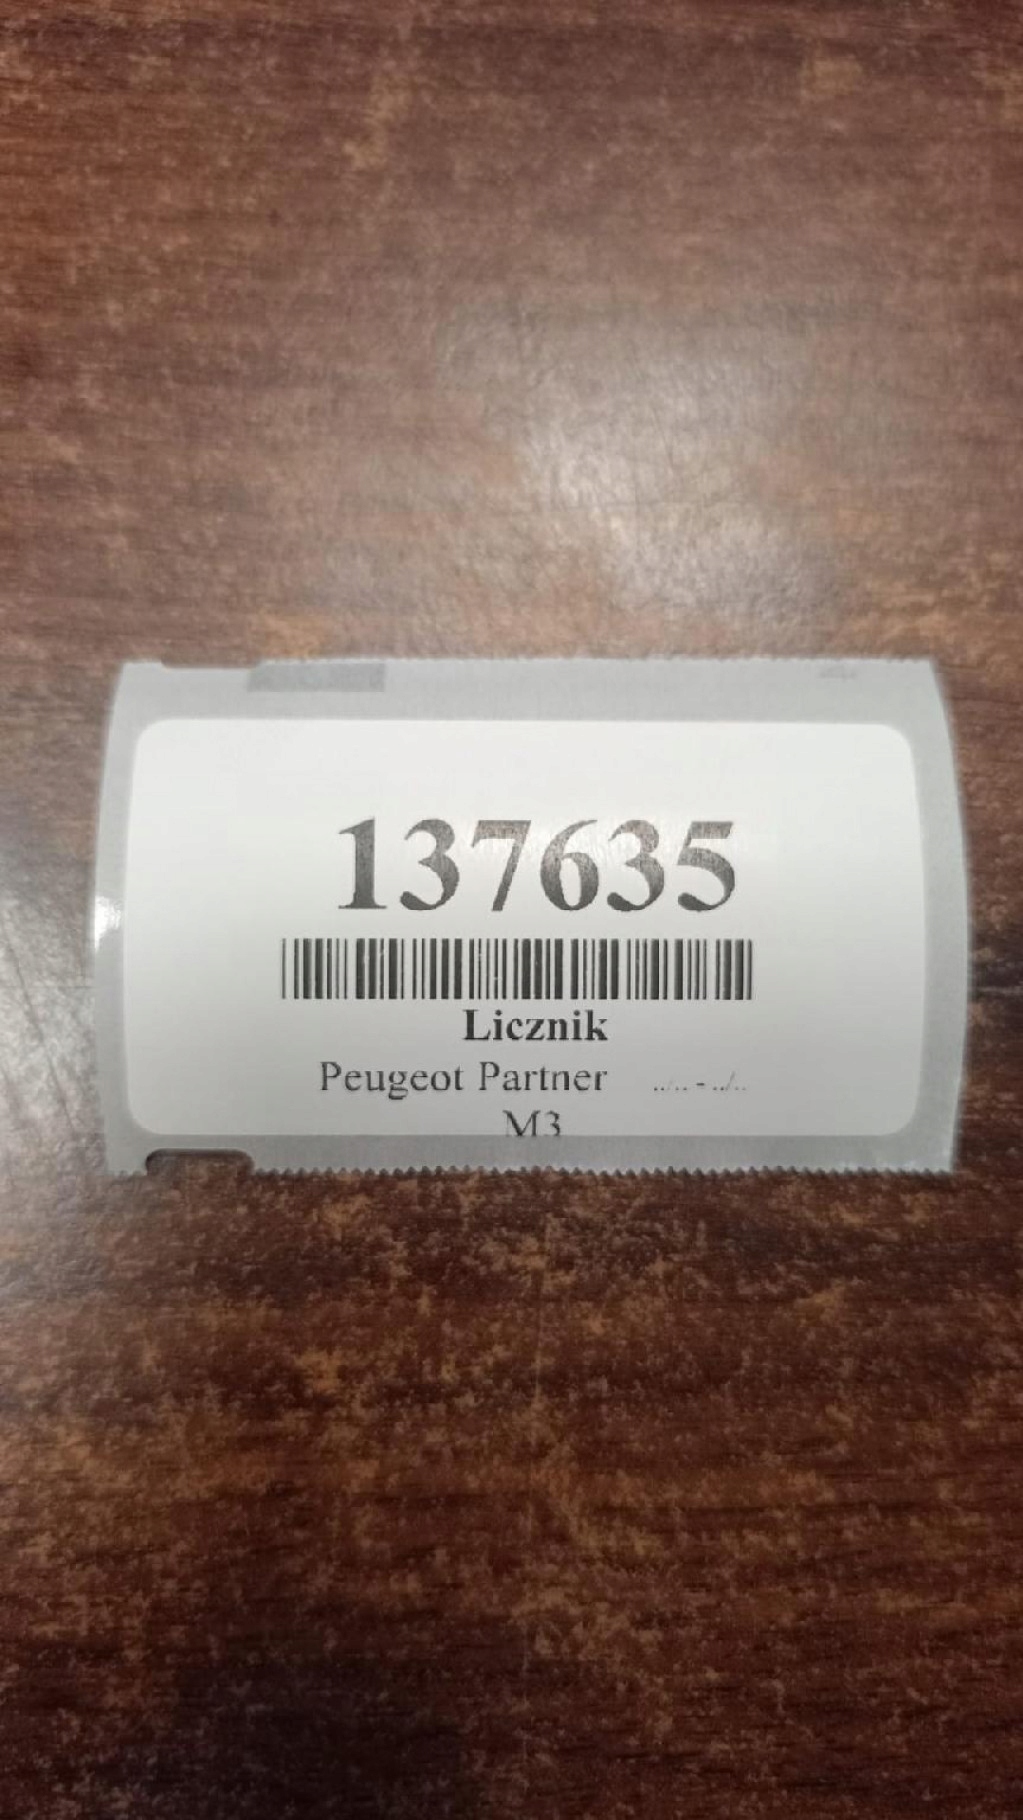 137635
Licznik
Peugeot Partner ../.. - ../..
M3